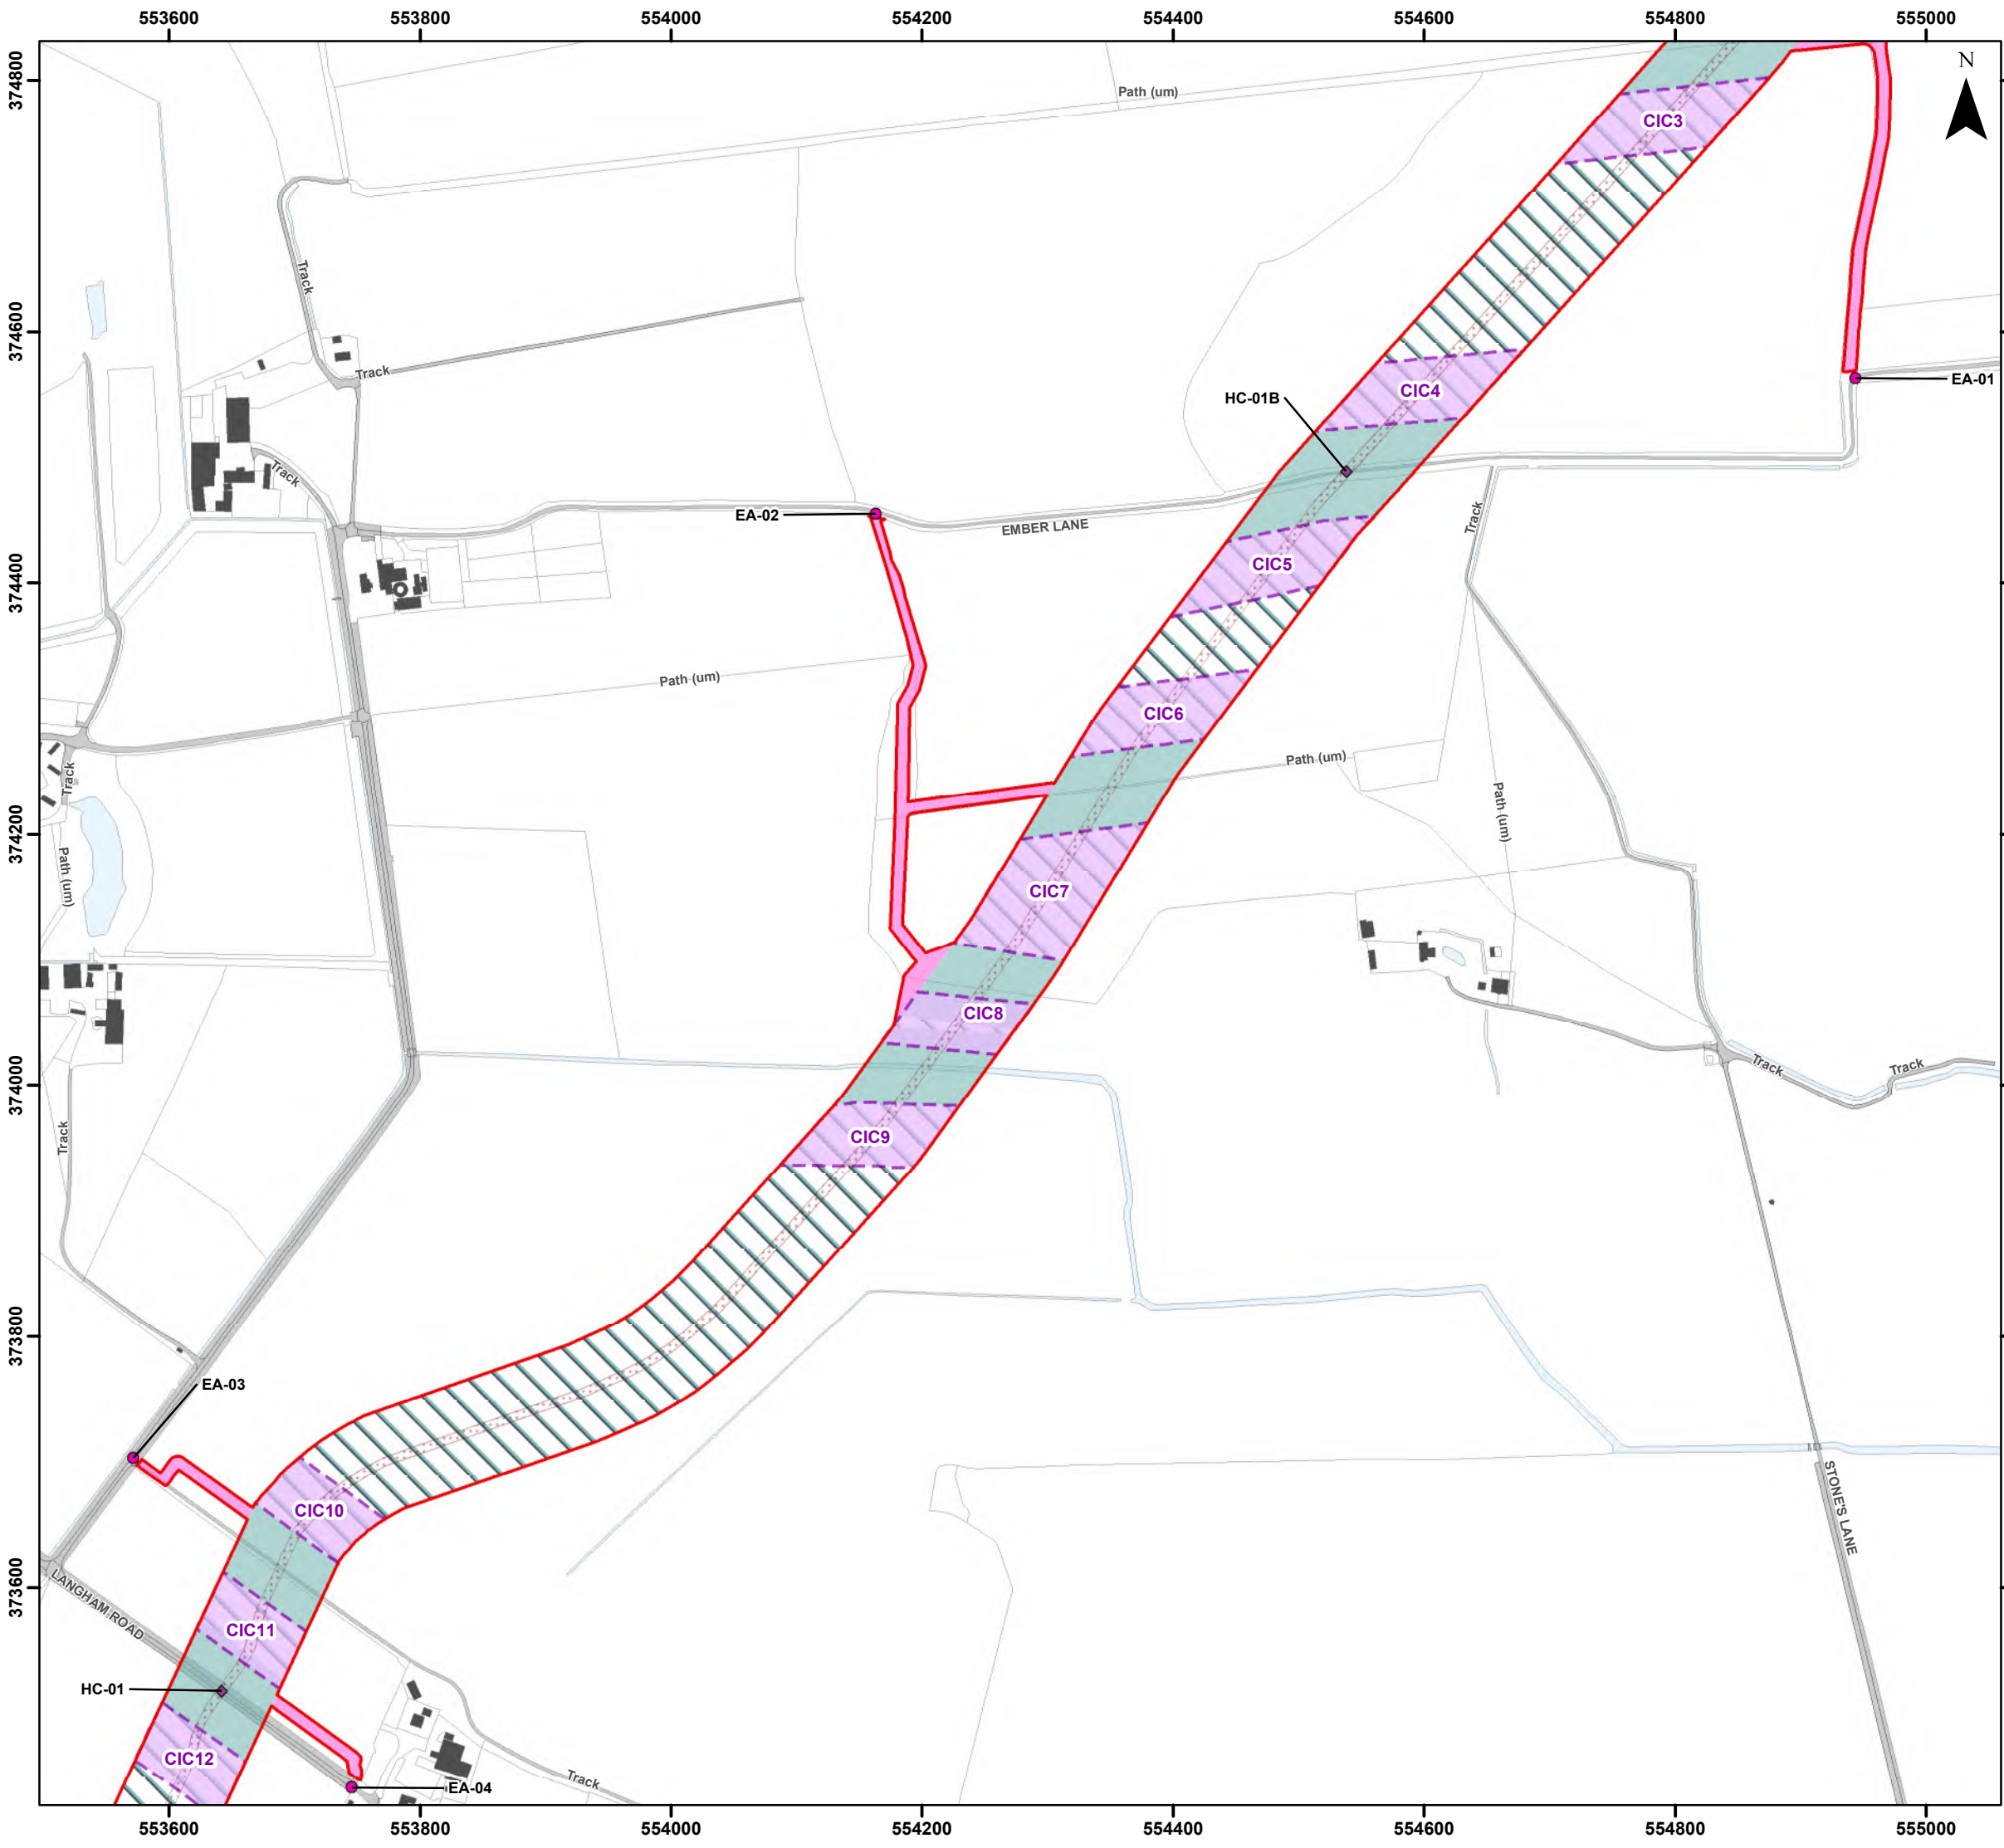 553600 553800 554000 554200 554400 554600 554800 555000
374800
374600
374400
374200
374000
373800
373600
N
Path (um)
CIC3
Track
Track
EA-01
CIC4
HC-01B
Track
EA-02
EMBER LANE
Track
CIC5
Path (um)
CIC6
Path (um)
Track
Path (um)
Path (um)
CIC7
CIC8
Track
Track
Track
CIC9
EA-03
CIC10
STONE'S LANE
LANGHAM ROAD
CIC11
HC-01
CIC12
Track
EA-04
553600 553800 554000 554200 554400 554600 554800 555000